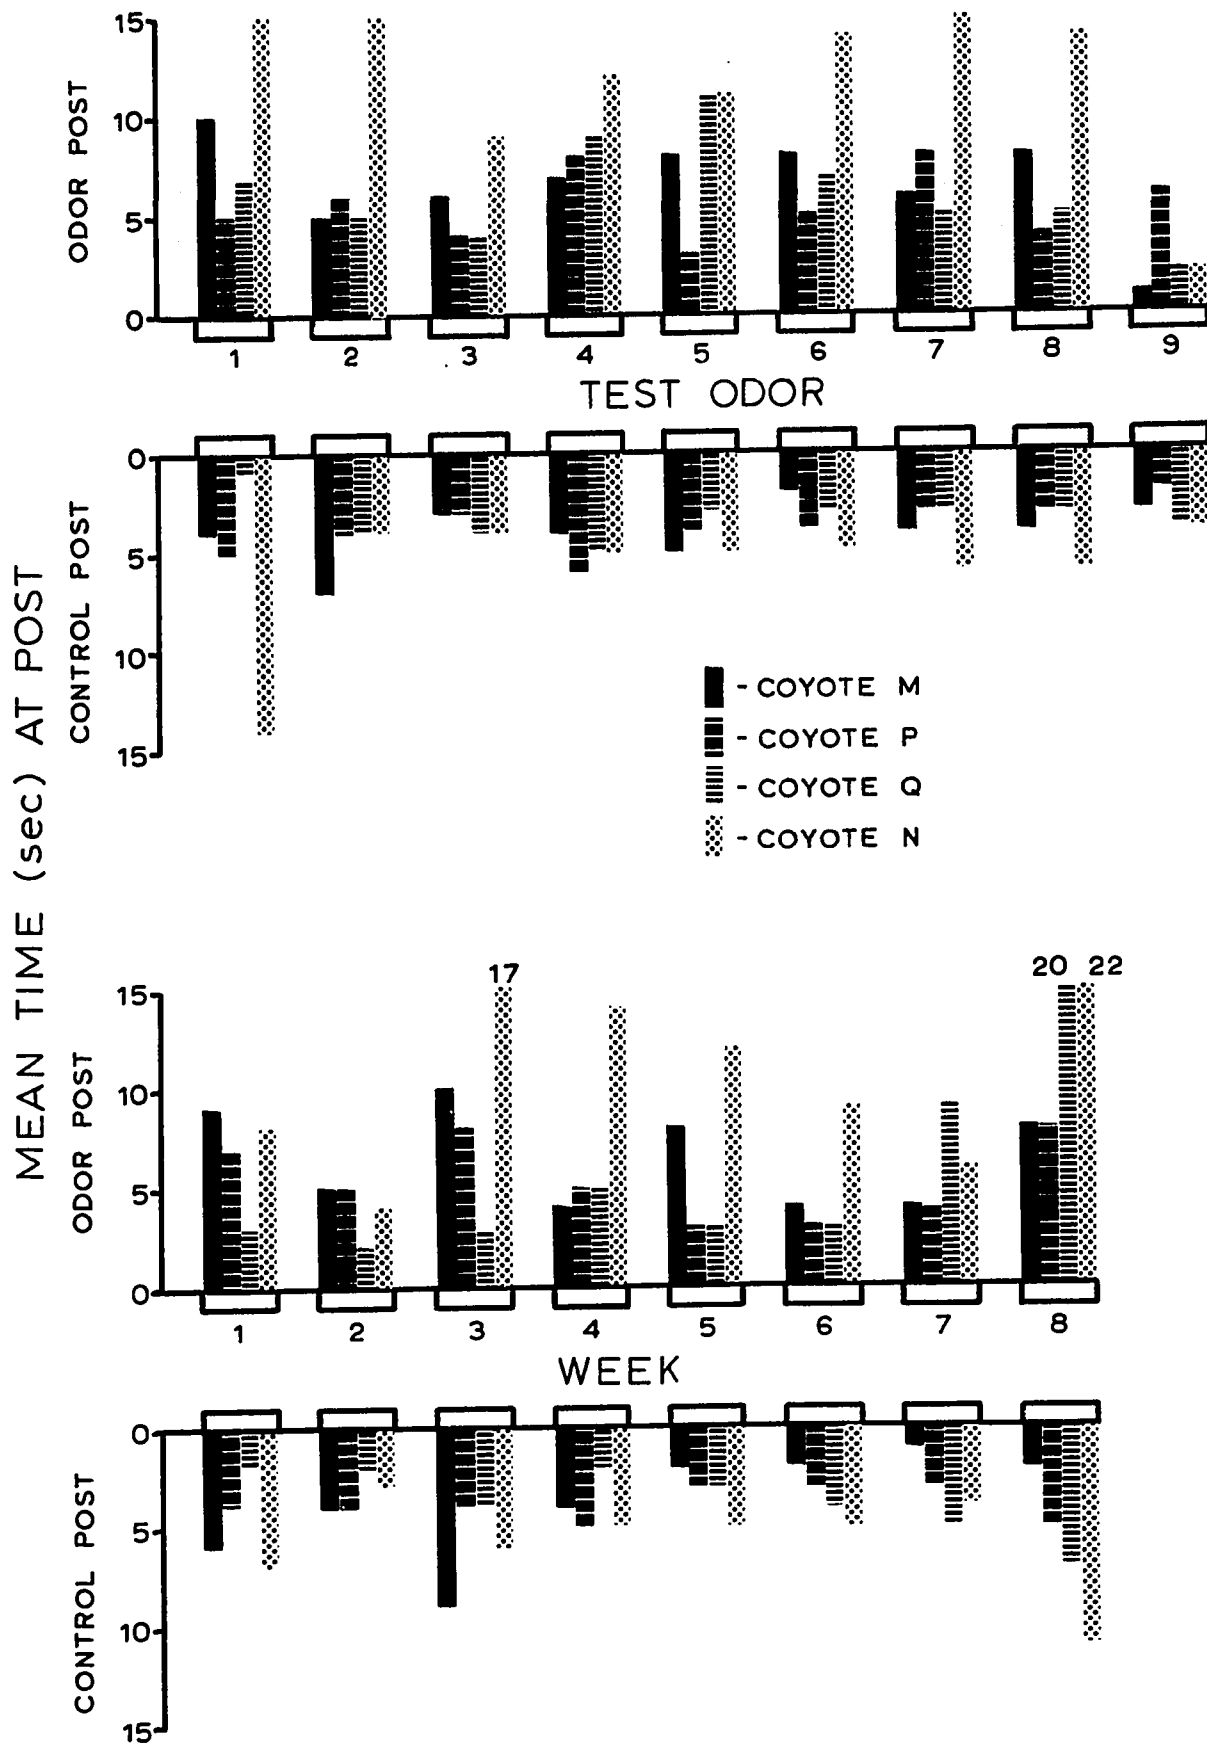 MEAN TIME (sec) AT POST
ODOR POST
15
10
5
0
1 2 3 4 5 6 7 8 9
TEST ODOR
CONTROL POST
0
5
10
15
- COYOTE M
- COYOTE P
- COYOTE Q
- COYOTE N
17
20 22
ODOR POST
15
10
5
0
1 2 3 4 5 6 7 8
WEEK
CONTROL POST
0
5
10
15